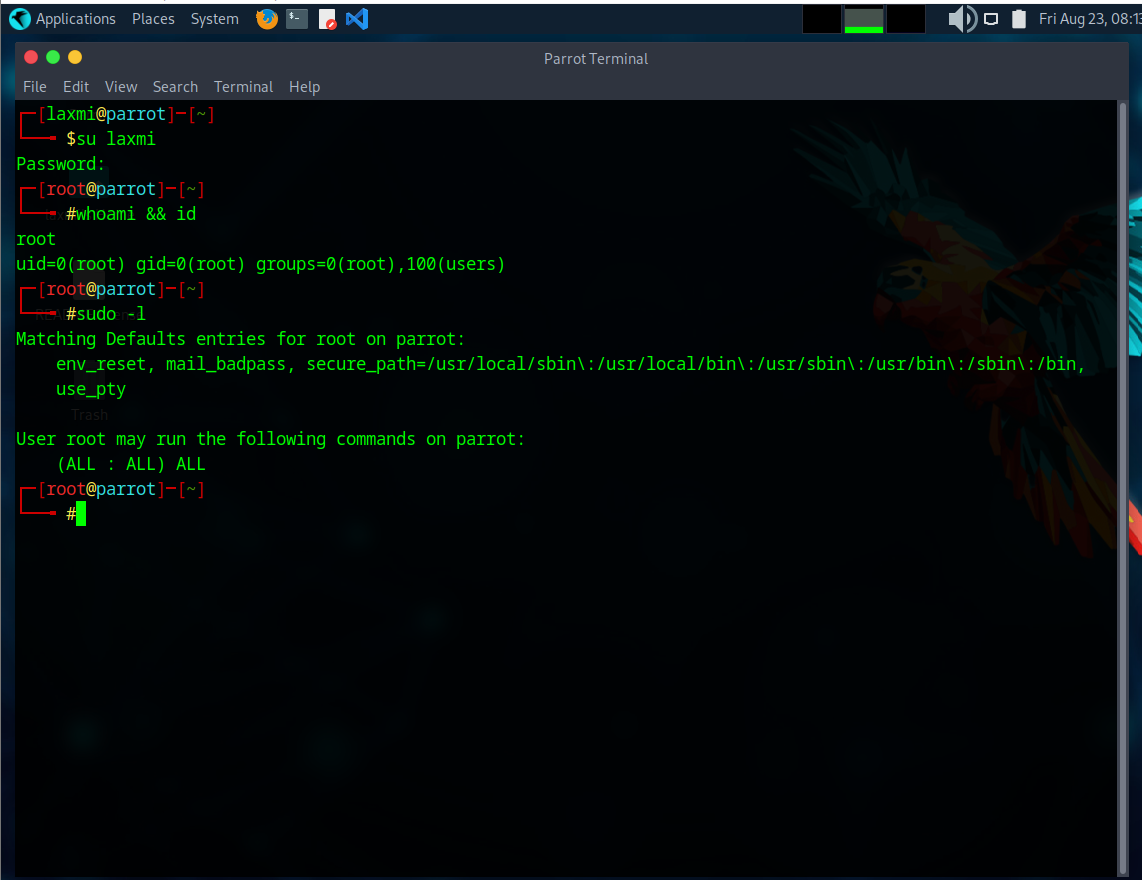 Applications Places System $- Fri Aug 23, 08:13
Parrot Terminal
File Edit View Search Terminal Help
┌─[laxmi@parrot]─[~]
└──╼ $su laxmi
Password:
┌─[root@parrot]─[~]
└──╼ #whoami && id
root
uid=0(root) gid=0(root) groups=0(root),100(users)
┌─[root@parrot]─[~]
└──╼ #sudo -l
Matching Defaults entries for root on parrot:
    env_reset, mail_badpass, secure_path=/usr/local/sbin\:/usr/local/bin\:/usr/sbin\:/usr/bin\:/sbin\:/bin,
    use_pty
Trash
User root may run the following commands on parrot:
    (ALL : ALL) ALL
┌─[root@parrot]─[~]
└──╼ #